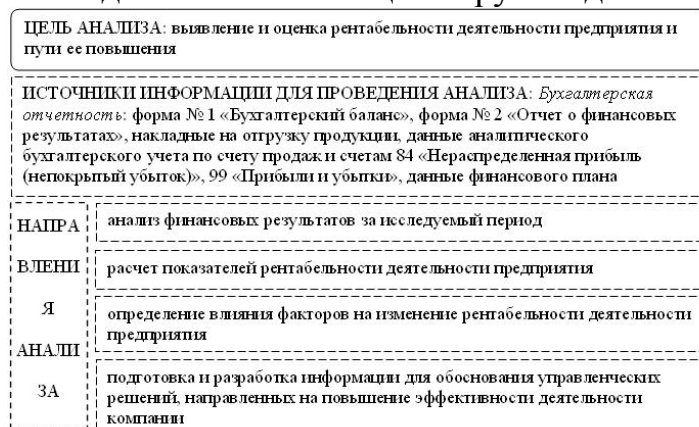 ЦЕЛЬ АНАЛИЗА: выявление и оценка рентабельности деятельности предприятия и
пути ее повышения
ИСТОЧНИКИ ИНФОРМАЦИИ ДЛЯ ПРОВЕДЕНИЯ АНАЛИЗА: Бухгалтерская
отчетность: форма №1 «Бухгалтерский баланс», форма №2 «Отчет о финансовых
результатах», накладные на отгрузку продукции, данные аналитического
бухгалтерского учета по счету продаж и счетам 84 «Нераспределенная прибыль
(непокрытый убыток)», 99 «Прибыли и убытки», данные финансового плана
НАПРА
ВЛЕНИ
Я
АНАЛИ
ЗА
анализ финансовых результатов за исследуемый период
расчет показателей рентабельности деятельности предприятия
определение влияния факторов на изменение рентабельности деятельности
предприятия
подготовка и разработка информации для обоснования управленческих
решений, направленных на повышение эффективности деятельности
компании